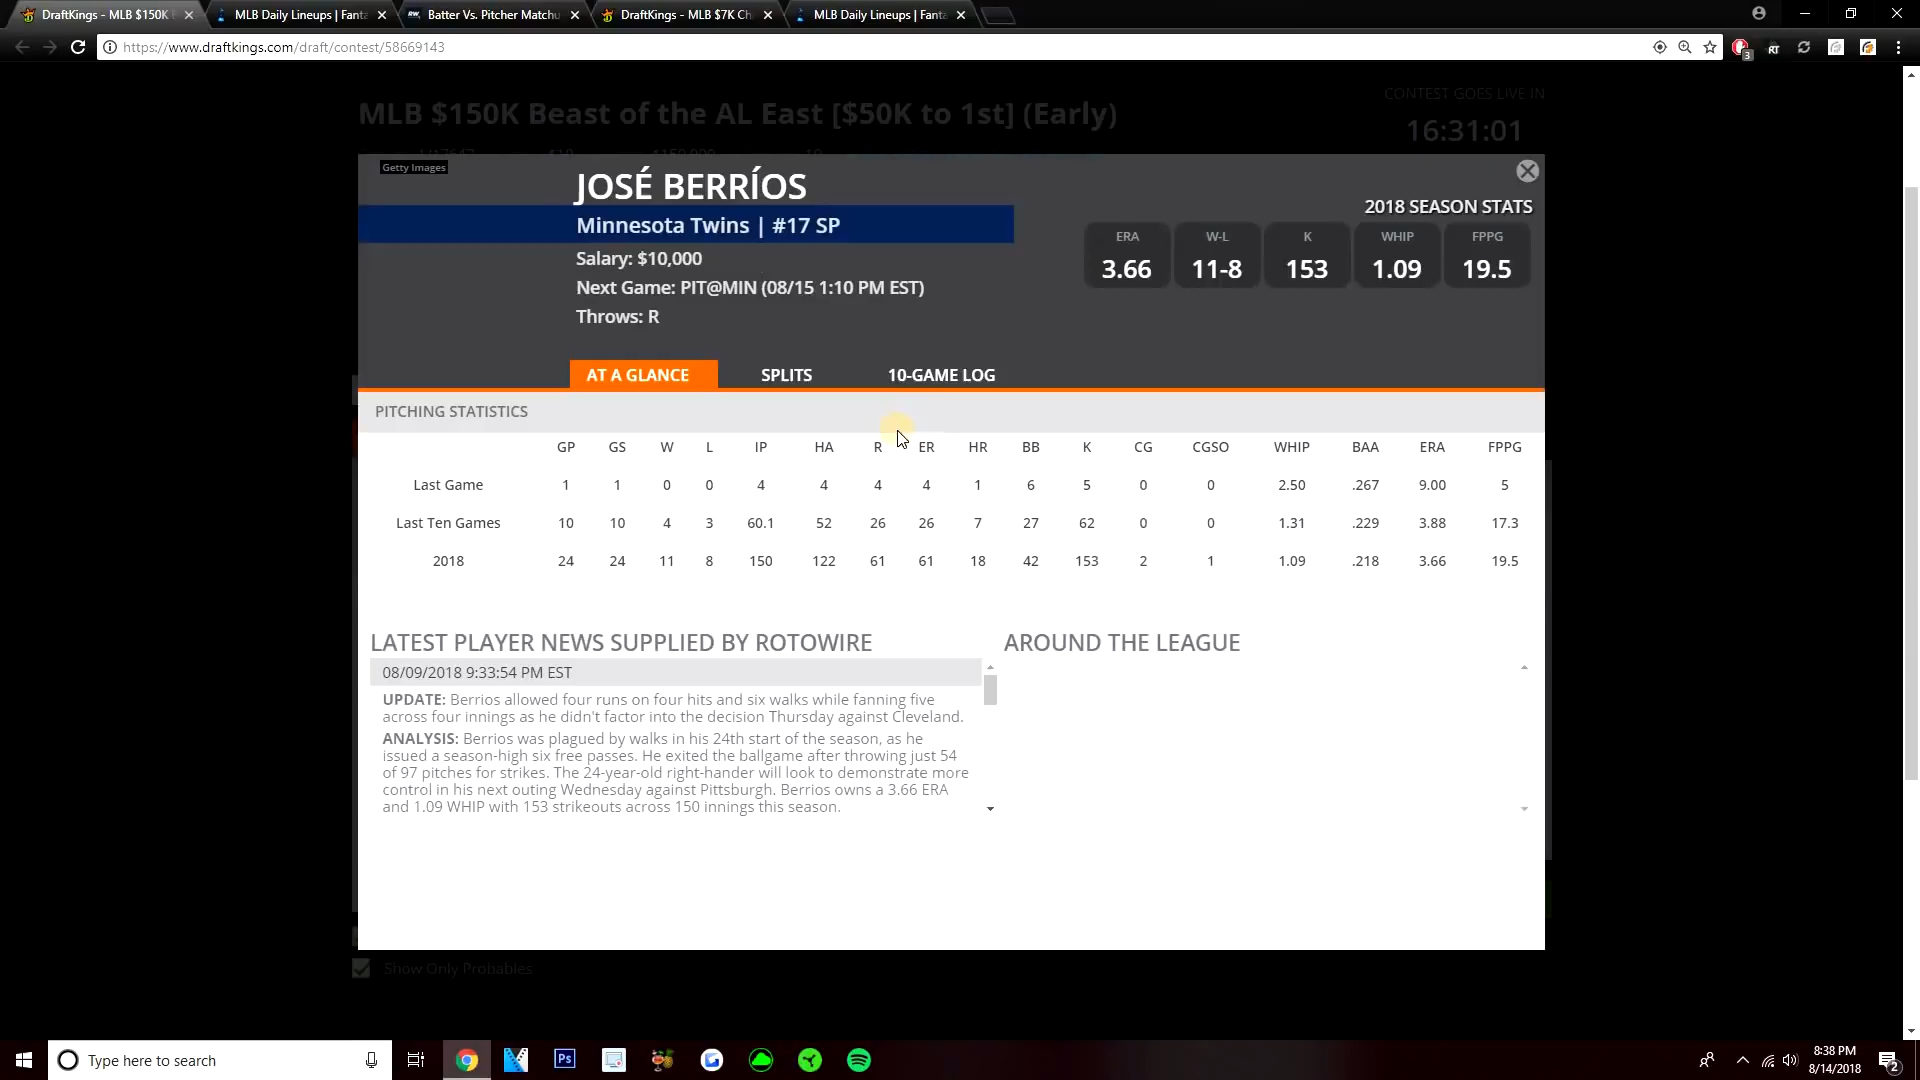 DraftKings - MLB $150K B
MLB Daily Lineups | Fanta
Batter Vs. Pitcher Matchu
DraftKings - MLB $7K Ch
MLB Daily Lineups | Fanta
https://www.draftkings.com/draft/contest/58669143
3
RT
MLB $150K Beast of the AL East [$50K to 1st] (Early)
CONTEST GOES LIVE IN
16:31:01
Getty Images
JOSÉ BERRÍOS
Minnesota Twins | #17 SP
Salary: $10,000
Next Game: PIT@MIN (08/15 1:10 PM EST)
Throws: R
2018 SEASON STATS
ERA W-L K WHIP FPPG
3.66 11-8 153 1.09 19.5
AT A GLANCE SPLITS 10-GAME LOG
PITCHING STATISTICS
GP GS W L IP HA R ER HR BB K CG CGSO WHIP BAA ERA FPPG
Last Game 1 1 0 0 4 4 4 4 1 6 5 0 0 2.50 .267 9.00 5
Last Ten Games 10 10 4 3 60.1 52 26 26 7 27 62 0 0 1.31 .229 3.88 17.3
2018 24 24 11 8 150 122 61 61 18 42 153 2 1 1.09 .218 3.66 19.5
LATEST PLAYER NEWS SUPPLIED BY ROTOWIRE
AROUND THE LEAGUE
08/09/2018 9:33:54 PM EST
UPDATE: Berrios allowed four runs on four hits and six walks while fanning five
across four innings as he didn't factor into the decision Thursday against Cleveland.
ANALYSIS: Berrios was plagued by walks in his 24th start of the season, as he
issued a season-high six free passes. He exited the ballgame after throwing just 54
of 97 pitches for strikes. The 24-year-old right-hander will look to demonstrate more
control in his next outing Wednesday against Pittsburgh. Berrios owns a 3.66 ERA
and 1.09 WHIP with 153 strikeouts across 150 innings this season.
Show Only Probables
Type here to search
Ps
8:38 PM
8/14/2018
2